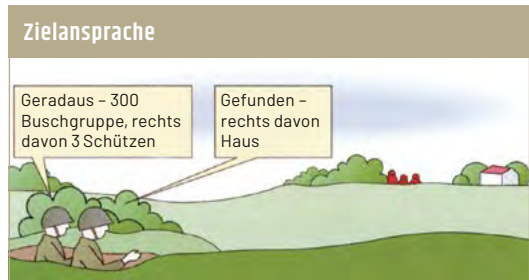 Zielansprache
Geradaus – 300
Buschgruppe, rechts
davon 3 Schützen
Gefunden –
rechts davon
Haus